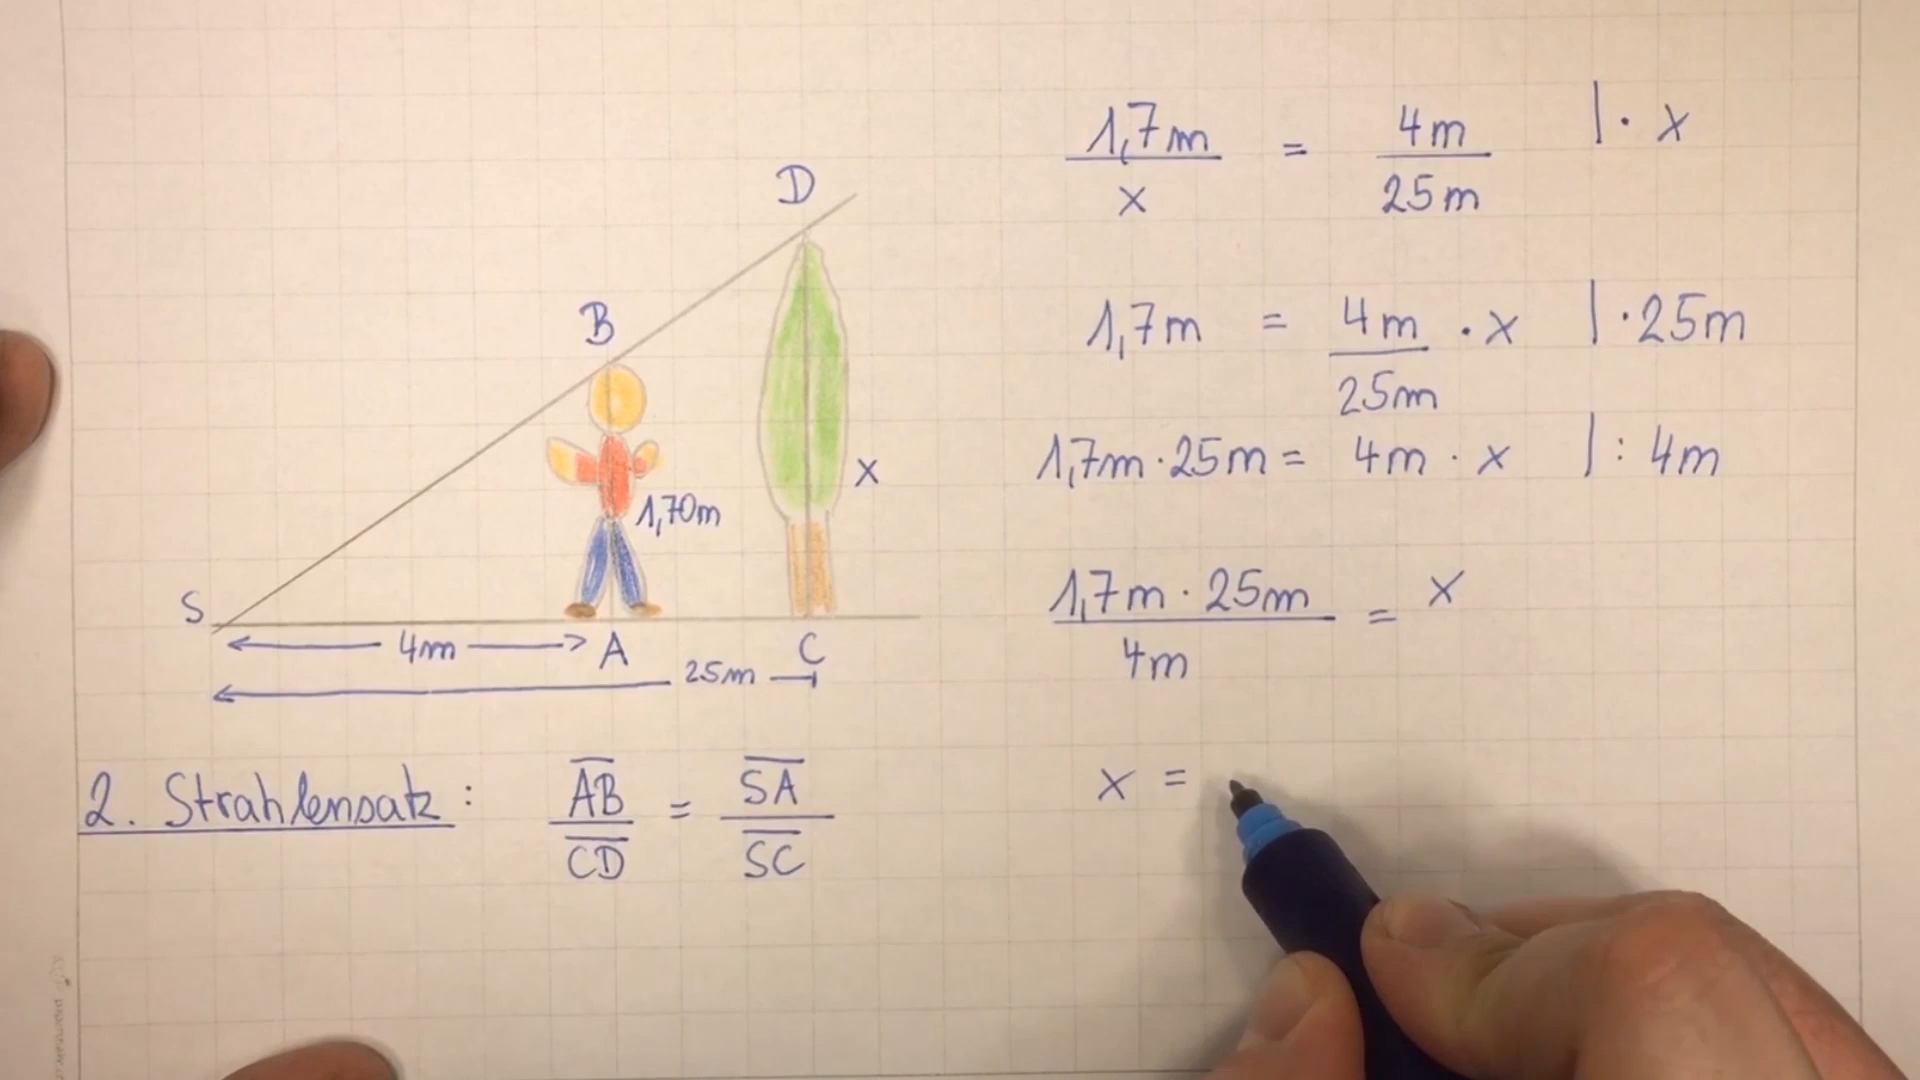 D
B
x
1,70m
S
4m
A
C
25m
2. Strahlensatz: AB/CD = SA/SC
1,7m/x = 4m/25m |· x
1,7m = 4m/25m · x |· 25m
1,7m · 25m = 4m · x |: 4m
1,7m · 25m/4m = x
x =